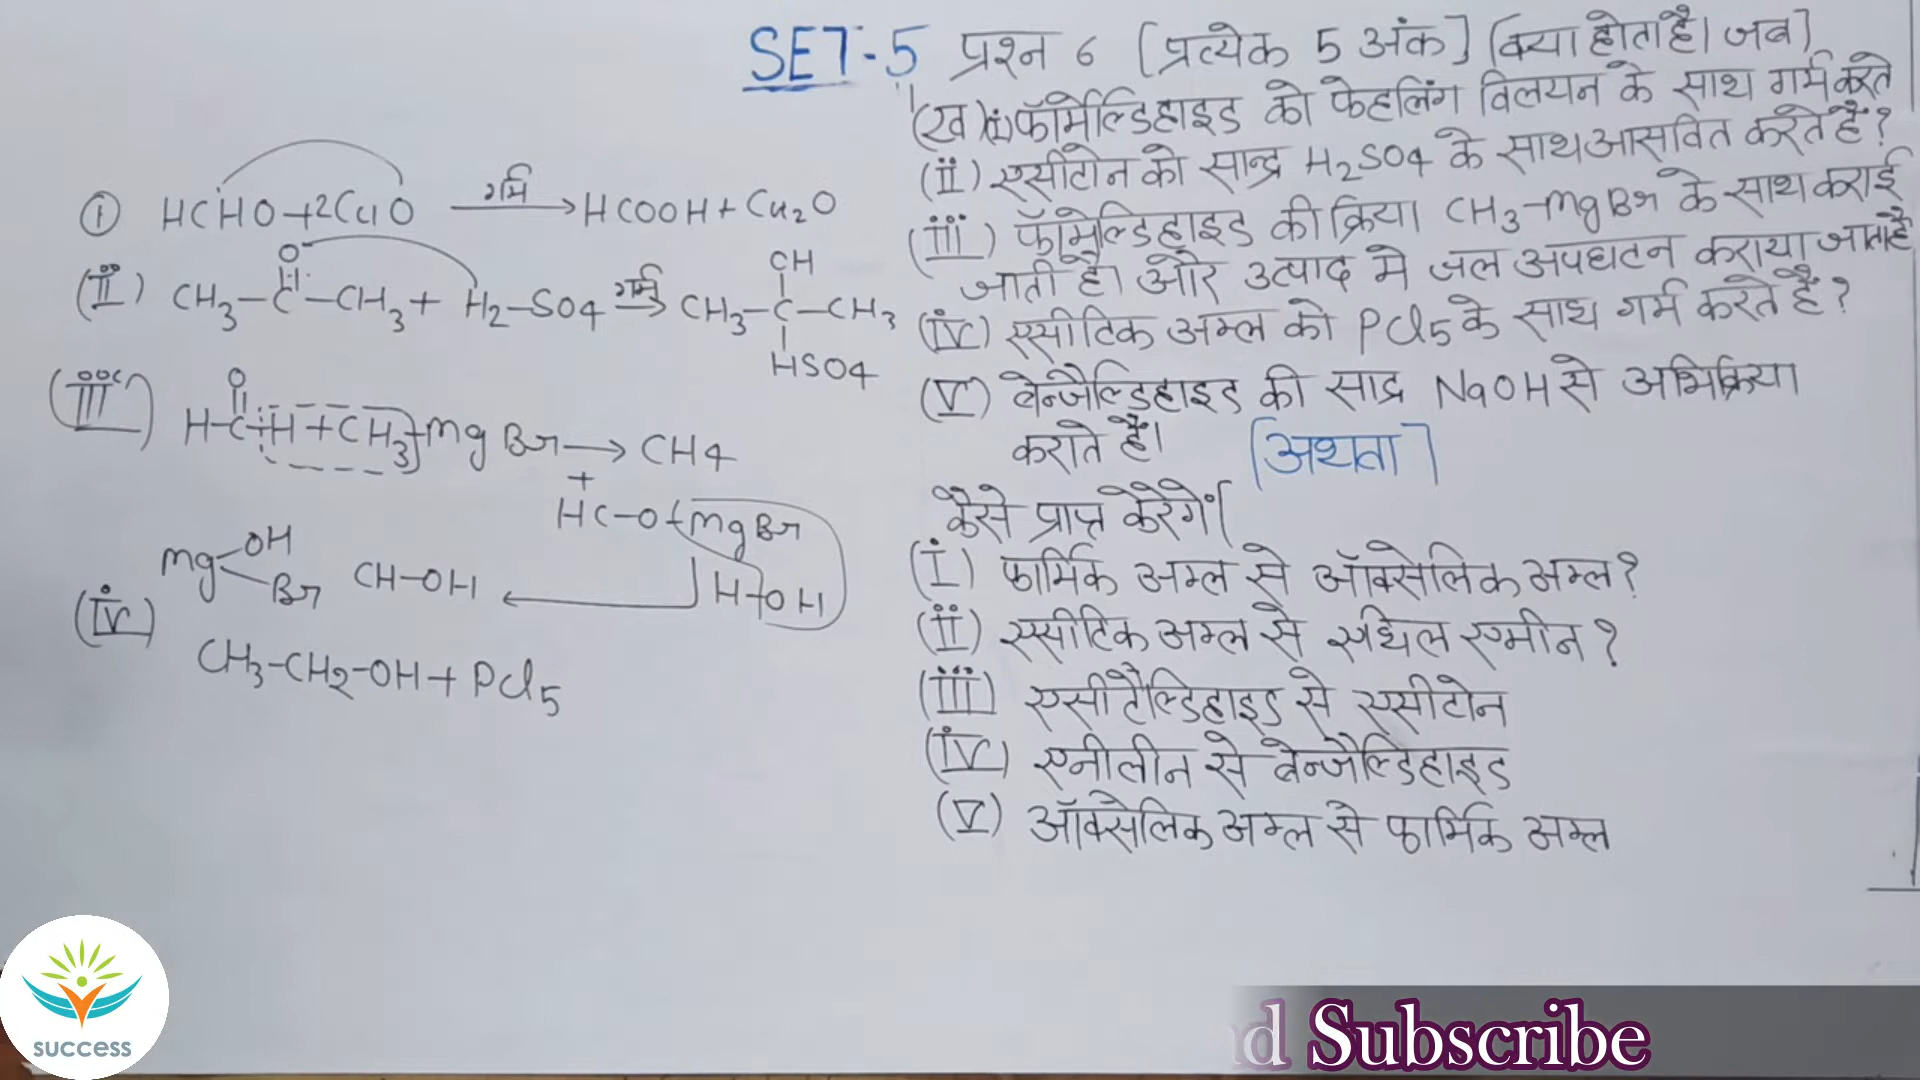 SET-5 प्रश्न 6 [प्रत्येक 5 अंक] [क्या होता है। जब]
(ख)(i) फॉर्मेल्डिहाइड को फेहलिंग विलयन के साथ गर्म करते
(ii) एसीटोन को सान्द्र H2SO4 के साथ आसवित करते हैं?
(iii) फॉर्मेल्डिहाइड की क्रिया CH3-MgBr के साथ कराई
जाती है। और उत्पाद मे जल अपघटन कराया जाता है
(iv) एसीटिक अम्ल को PCl5 के साथ गर्म करते हैं?
(V) बेन्जैल्डिहाइड की साद्र NaOH से अभिक्रिया
कराते हैं। [अथवा]
कैसे प्राप्त करेगें।
(I) फार्मिक अम्ल से ऑक्सेलिक अम्ल?
(II) एसीटिक अम्ल से एथिल एमीन?
(III) एसीटैल्डिहाइड से एसीटोन
(IV) एनीलीन से बेन्जैल्डिहाइड
(V) ऑक्सैलिक अम्ल से फार्मिक अम्ल
(i) HCHO+2CuO गर्म → HCOOH+Cu2O
O
CH
(II) CH3-C-CH3+ H2-SO4 गर्म → CH3-C-CH3
HSO4
(III)
O
H-C-H+CH3-MgBr → CH4
+
HC-O-MgBr
H-OH
Mg OH Br CH-OH ←
(IV)
CH3-CH2-OH+PCl5
success
d Subscribe